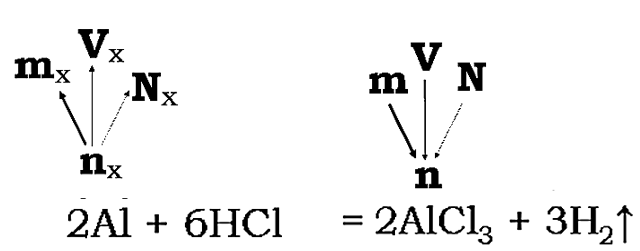 mₓ Vₓ Nₓ m V N
nₓ n
2Al + 6HCl = 2AlCl₃ + 3H₂↑